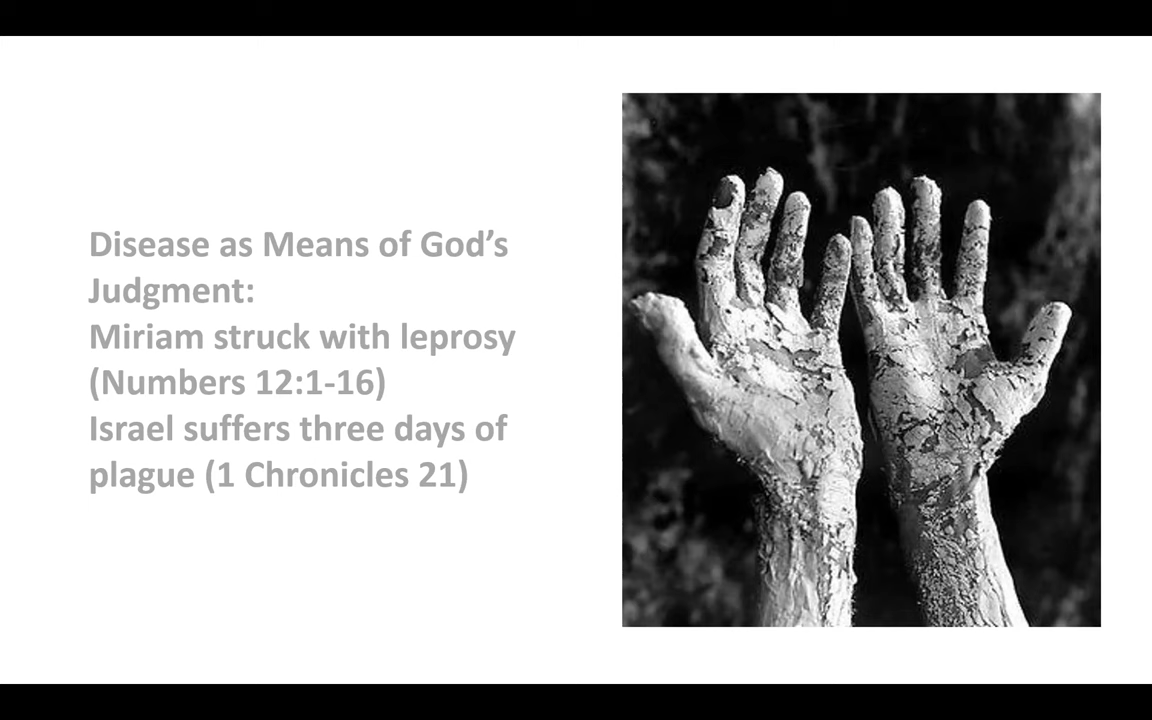 Disease as Means of God’s
Judgment:
Miriam struck with leprosy
(Numbers 12:1-16)
Israel suffers three days of
plague (1 Chronicles 21)